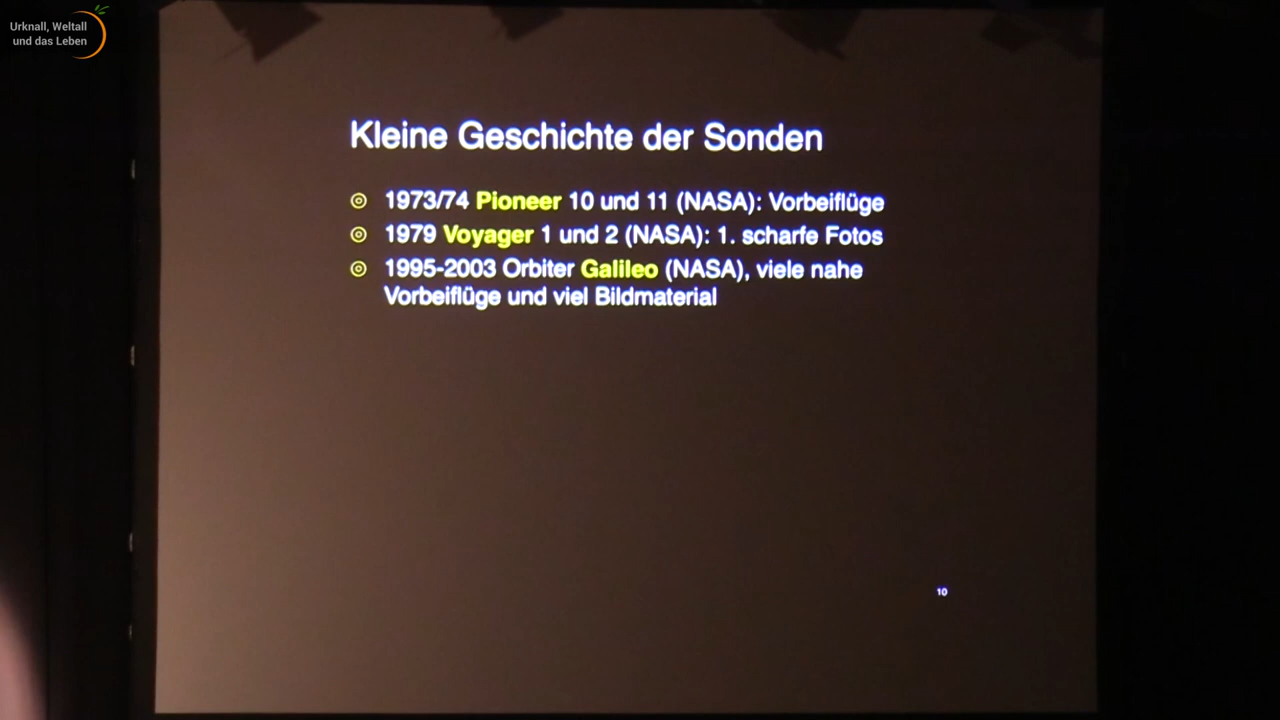 Urknall, Weltall
und das Leben
Kleine Geschichte der Sonden
1973/74 Pioneer 10 und 11 (NASA): Vorbeiflüge
1979 Voyager 1 und 2 (NASA): 1. scharfe Fotos
1995-2003 Orbiter Galileo (NASA), viele nahe
Vorbeiflüge und viel Bildmaterial
10